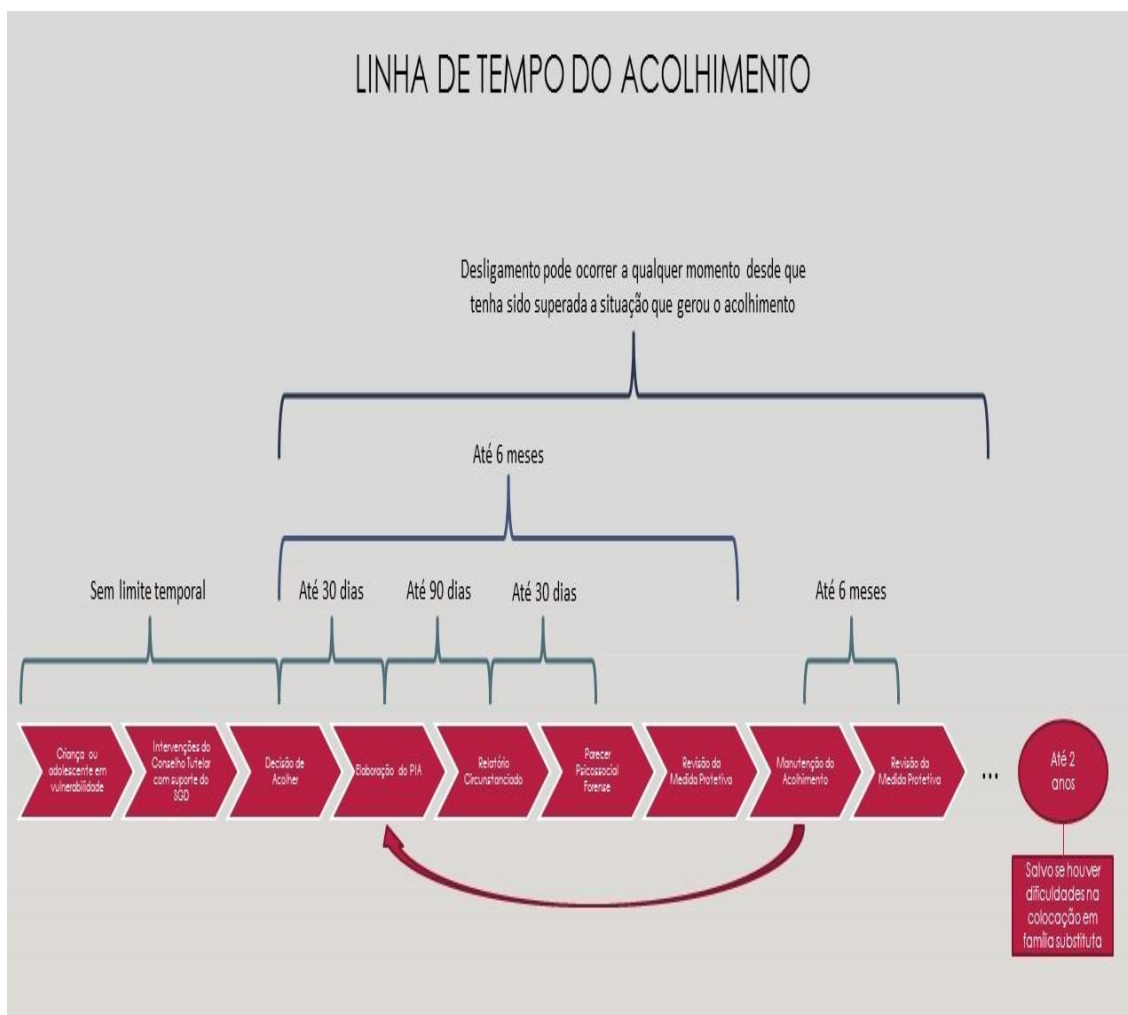 LINHA DE TEMPO DO ACOLHIMENTO
Desligamento pode ocorrer a qualquer momento desde que
tenha sido superada a situação que gerou o acolhimento
Até 6 meses
Sem limite temporal
Até 30 dias
Até 90 dias
Até 30 dias
Até 6 meses
Criança ou
adolescente em
vulnerabilidade
Intervenções do
Conselho Tutelar
com suporte do
SGD
Decisão de
Acolher
Elaboração do PIA
Relatório
Circunstanciado
Parecer
Psicossocial
Forense
Revisão da
Medida Protetiva
Manutenção do
Acolhimento
Revisão da
Medida Protetiva
...
Até 2
anos
Salvo se houver
dificuldades na
colocação em
família substituta